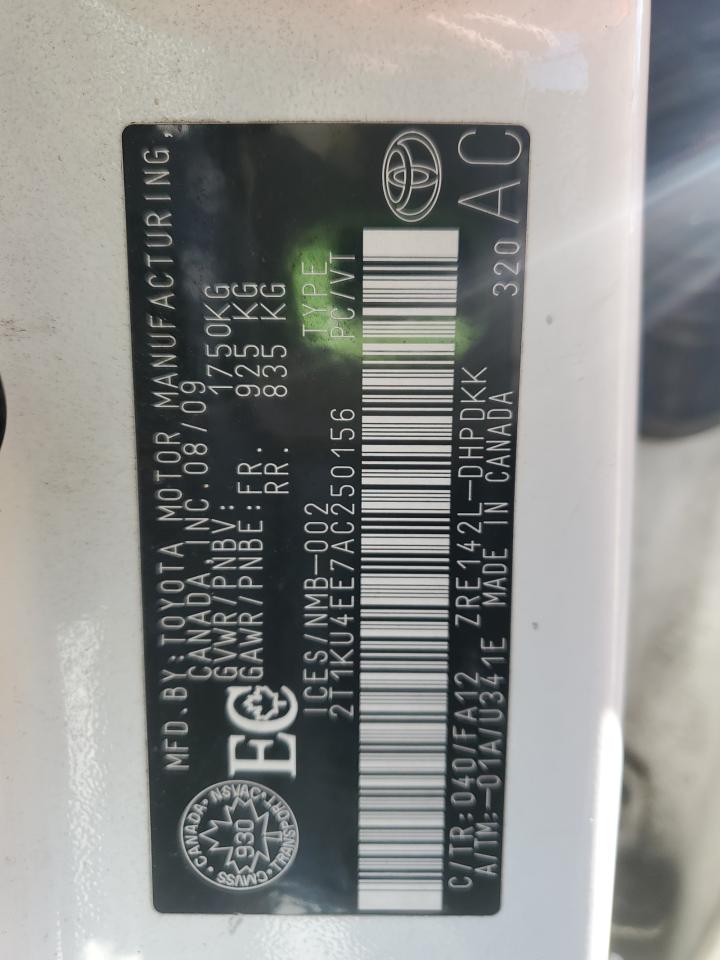 MFD.BY:TOYOTA MOTOR MANUFACTURING,
CANADA,INC.08/09
GVWR/PNBV: 1750KG
GAWR/PNBE:FR. 925 KG
RR. 835 KG
EC
CANADA · NSVAC · TRANSPORT · CMVSS
930
ICES/NMB-002
TYPE
2T1KU4EE7AC250156
PC/VT
C/TR:040/FA12 ZRE142L-DHPDKK
A/TM:-01A/U341E MADE IN CANADA
320 AC